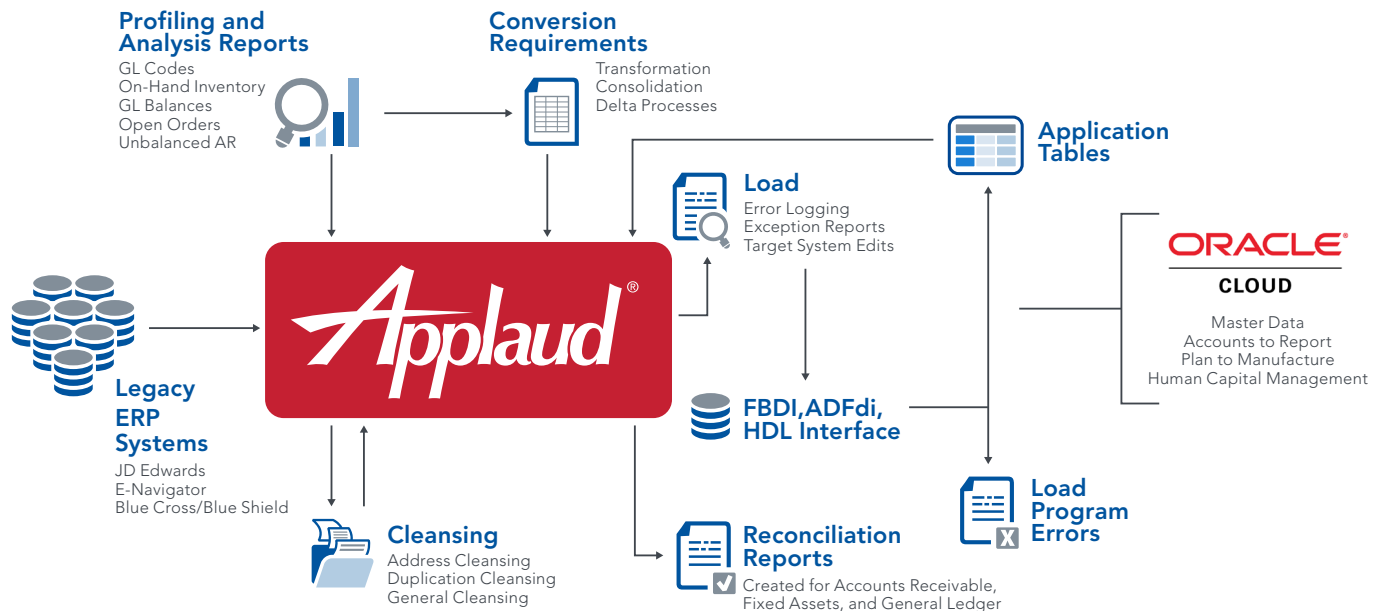 Profiling and
Analysis Reports
GL Codes
On-Hand Inventory
GL Balances
Open Orders
Unbalanced AR
Conversion
Requirements
Transformation
Consolidation
Delta Processes
Application
Tables
Load
Error Logging
Exception Reports
Target System Edits
ORACLE®
CLOUD
Master Data
Accounts to Report
Plan to Manufacture
Human Capital Management
Applaud®
Legacy
ERP
Systems
JD Edwards
E-Navigator
Blue Cross/Blue Shield
FBDI,ADFdi,
HDL Interface
Load
Program
Errors
X
Cleansing
Address Cleansing
Duplication Cleansing
General Cleansing
Reconciliation
Reports
Created for Accounts Receivable,
Fixed Assets, and General Ledger